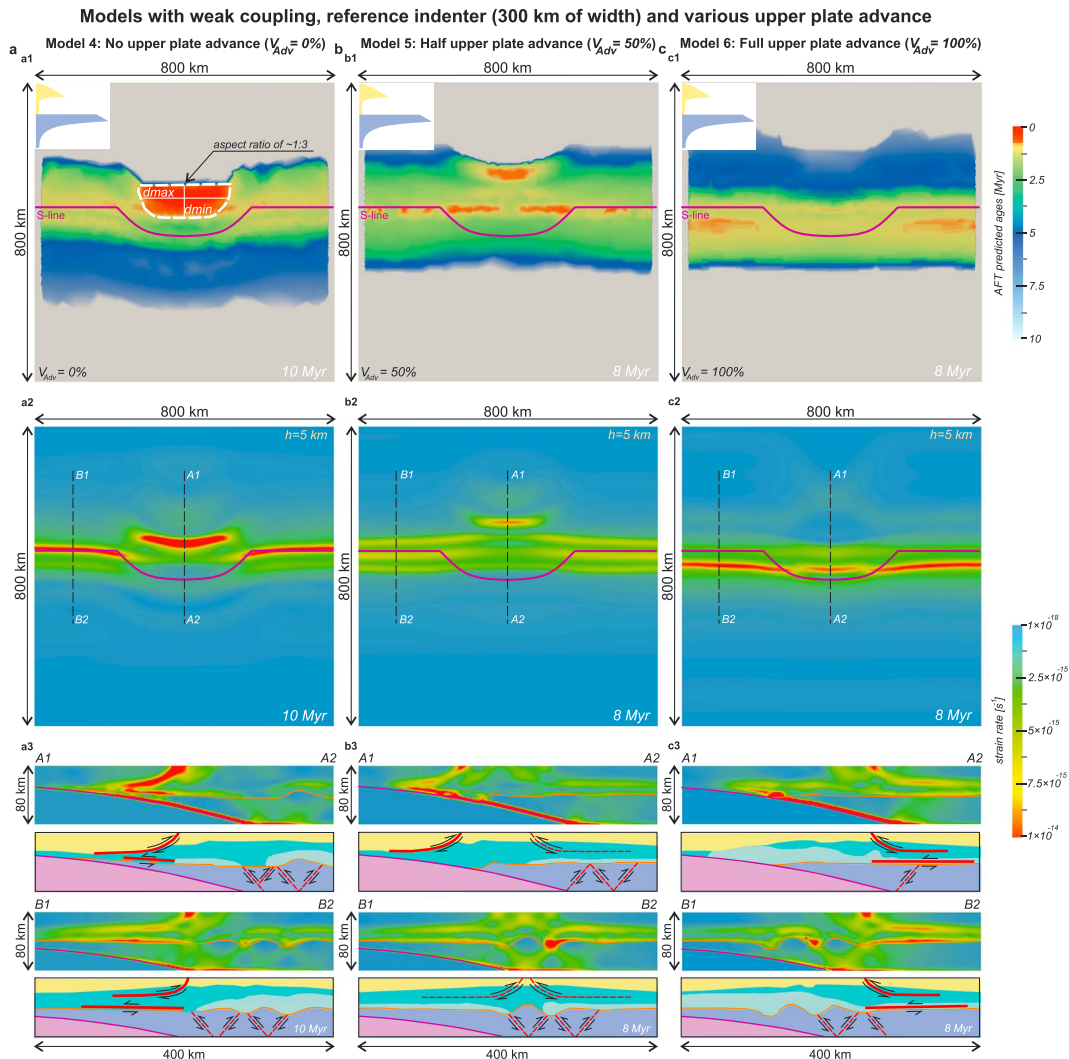 Models with weak coupling, reference indenter (300 km of width) and various upper plate advance
a Model 4: No upper plate advance (VAdv= 0%)
b Model 5: Half upper plate advance (VAdv= 50%)
c Model 6: Full upper plate advance (VAdv= 100%)
a1 800 km
b1 800 km
c1 800 km
aspect ratio of ~1:3
dmax
dmin
S-line
S-line
S-line
800 km
800 km
800 km
VAdv= 0%
10 Myr
VAdv= 50%
8 Myr
VAdv= 100%
8 Myr
AFT predicted ages [Myr]
0
2.5
5
7.5
10
a2 800 km
b2 800 km
c2 800 km
h=5 km
h=5 km
h=5 km
B1 A1
B1 A1
B1 A1
800 km
800 km
800 km
B2 A2
B2 A2
B2 A2
10 Myr
8 Myr
8 Myr
strain rate [s-1]
1×10-18
2.5×10-15
5×10-15
7.5×10-15
1×10-14
a3
b3
c3
A1 A2
A1 A2
A1 A2
80 km
80 km
80 km
B1 B2
B1 B2
B1 B2
80 km
80 km
80 km
10 Myr
8 Myr
8 Myr
400 km
400 km
400 km